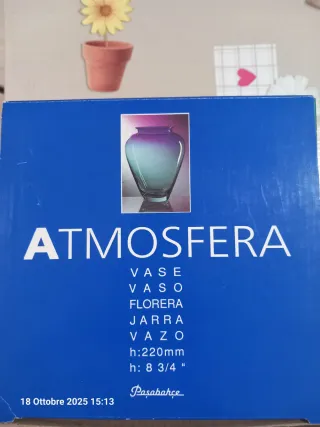 ATMOSFERA
VASE
VASO
FLORERA
JARRA
VAZO
h:220mm
h: 8 3/4 "
Paşabahçe
18 Ottobre 2025 15:13